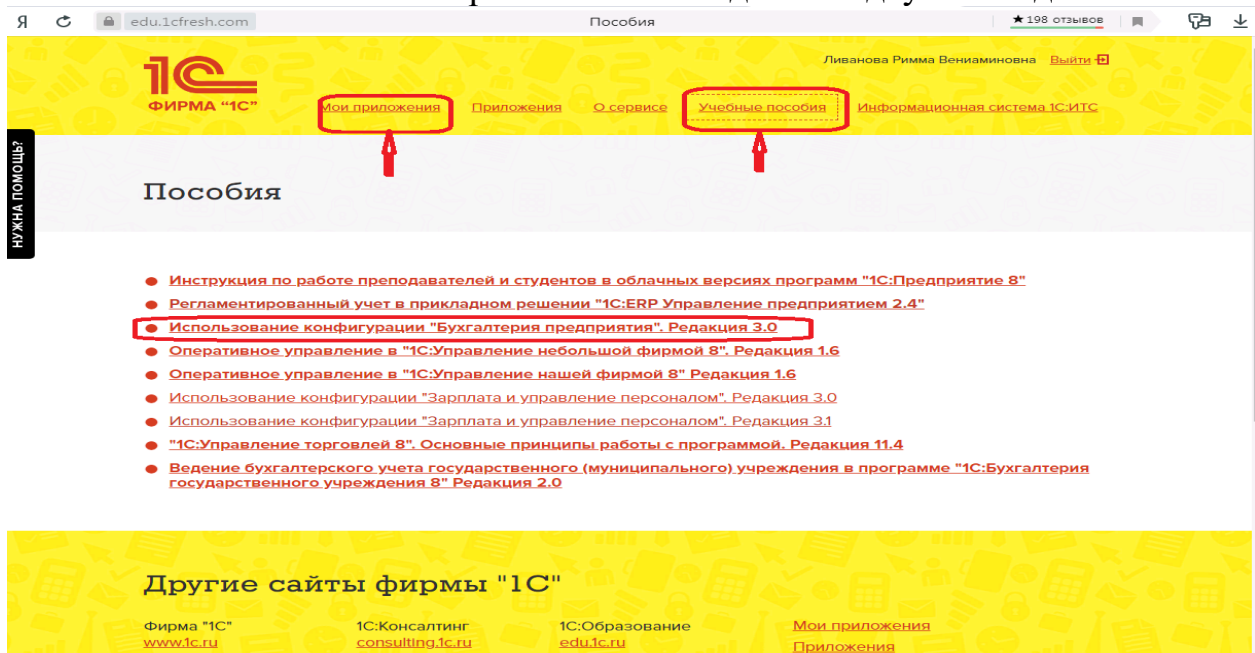 Я edu.1cfresh.com Пособия ★198 отзывов
Ливанова Римма Вениаминовна Выйти
1С
ФИРМА "1С"
Мои приложения Приложения О сервисе Учебные пособия Информационная система 1С:ИТС
НУЖНА ПОМОЩЬ?
Пособия
Инструкция по работе преподавателей и студентов в облачных версиях программ "1С:Предприятие 8"
Регламентированный учет в прикладном решении "1С:ERP Управление предприятием 2.4"
Использование конфигурации "Бухгалтерия предприятия". Редакция 3.0
Оперативное управление в "1С:Управление небольшой фирмой 8". Редакция 1.6
Оперативное управление в "1С:Управление нашей фирмой 8" Редакция 1.6
Использование конфигурации "Зарплата и управление персоналом". Редакция 3.0
Использование конфигурации "Зарплата и управление персоналом". Редакция 3.1
"1С:Управление торговлей 8". Основные принципы работы с программой. Редакция 11.4
Ведение бухгалтерского учета государственного (муниципального) учреждения в программе "1С:Бухгалтерия
государственного учреждения 8" Редакция 2.0
Другие сайты фирмы "1С"
Фирма "1С" 1С:Консалтинг 1С:Образование Мои приложения
www.1c.ru consulting.1c.ru edu.1c.ru Приложения